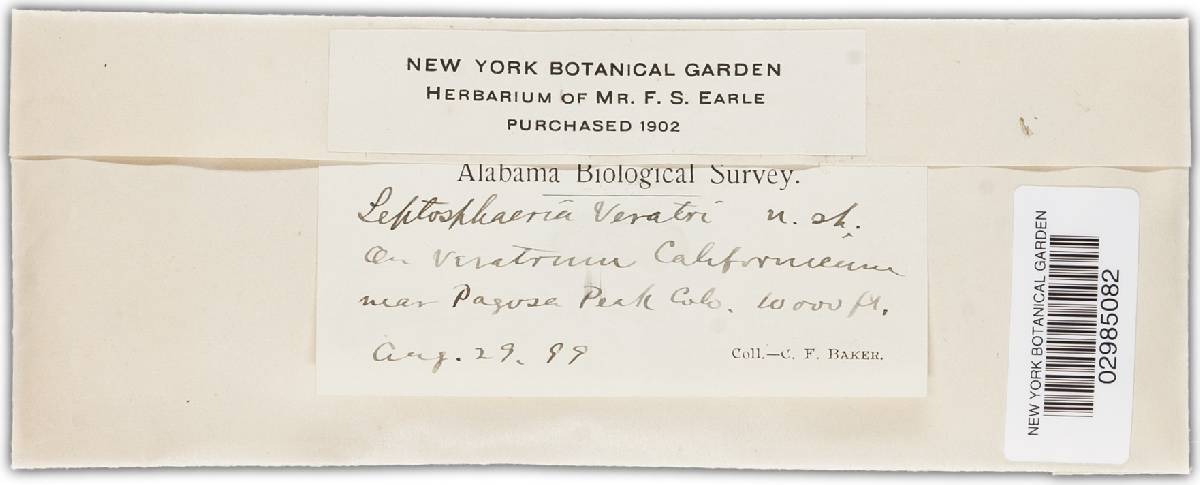 NEW YORK BOTANICAL GARDEN
HERBARIUM OF MR. F. S. EARLE
PURCHASED 1902
Alabama Biological Survey.
Leptosphaeria Veratri n. sp.
On Veratrum Californicum
near Pagosa Peak Colo. 10000 ft.
Aug. 29. 99
Coll.—C. F. BAKER.
NEW YORK BOTANICAL GARDEN
02985082